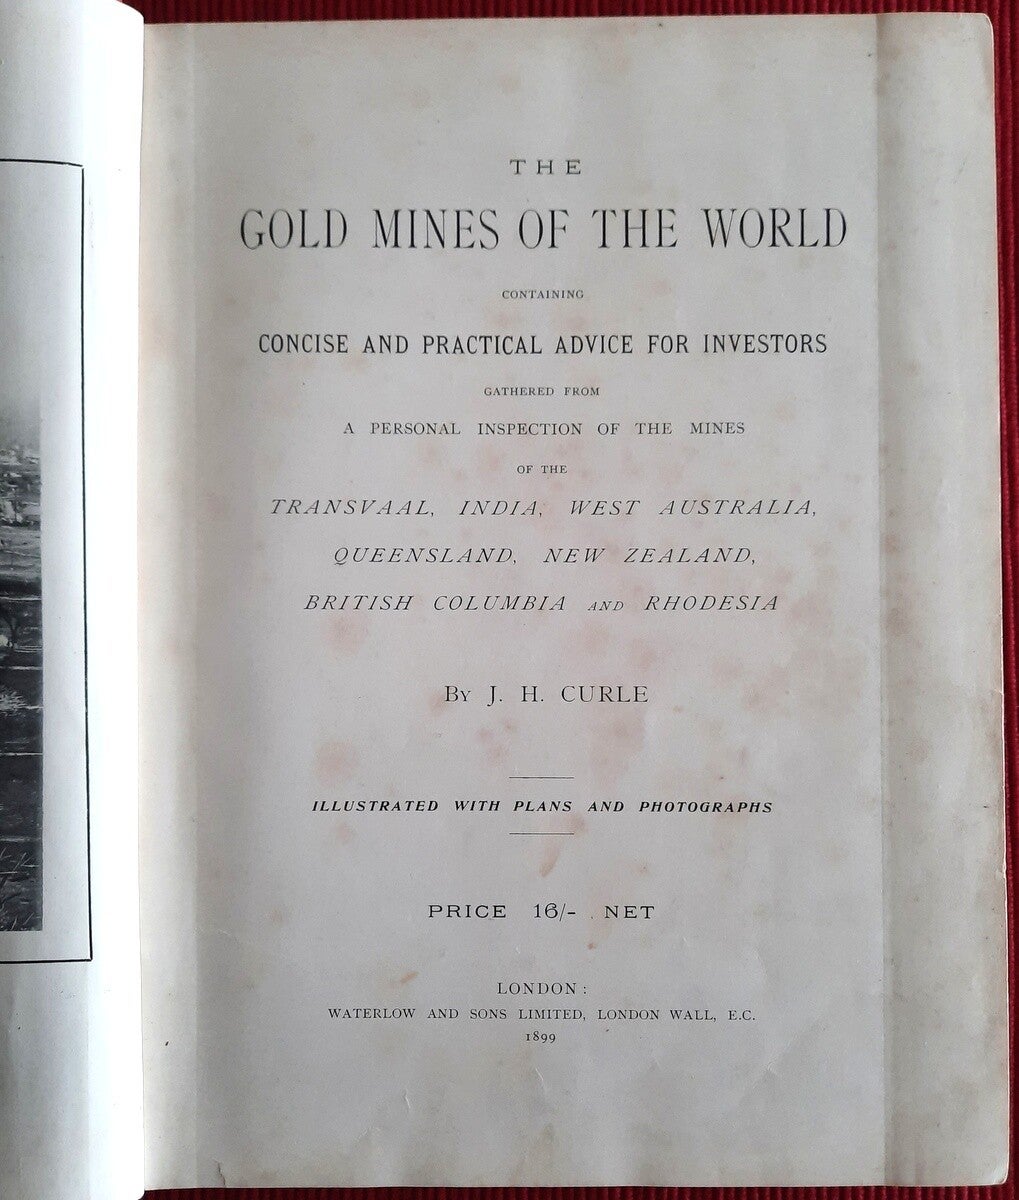 THE
GOLD MINES OF THE WORLD
CONTAINING
CONCISE AND PRACTICAL ADVICE FOR INVESTORS
GATHERED FROM
A PERSONAL INSPECTION OF THE MINES
OF THE
TRANSVAAL, INDIA, WEST AUSTRALIA,
QUEENSLAND, NEW ZEALAND,
BRITISH COLUMBIA AND RHODESIA
BY J. H. CURLE
ILLUSTRATED WITH PLANS AND PHOTOGRAPHS
PRICE 16/- NET
LONDON:
WATERLOW AND SONS LIMITED, LONDON WALL, E.C.
1899